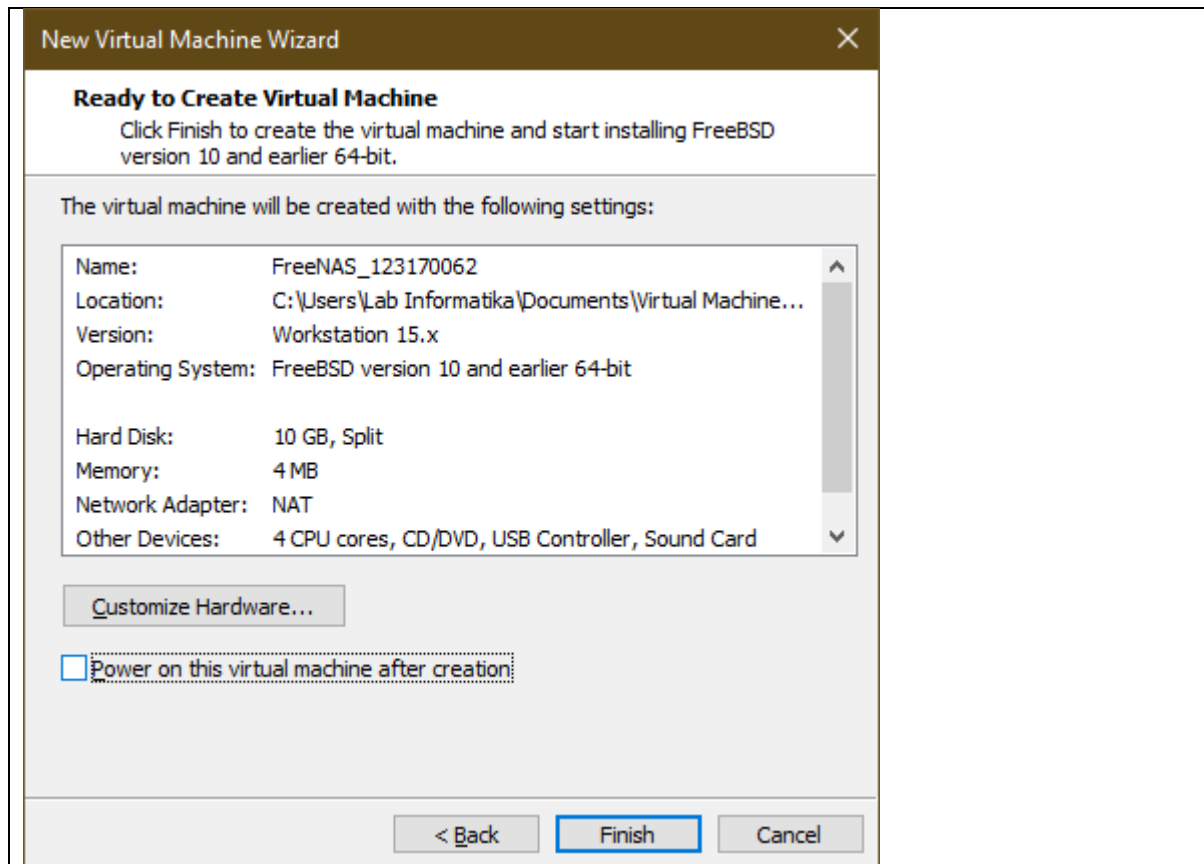 New Virtual Machine Wizard
Ready to Create Virtual Machine
Click Finish to create the virtual machine and start installing FreeBSD
version 10 and earlier 64-bit.
The virtual machine will be created with the following settings:
Name: FreeNAS_123170062
Location: C:\Users\Lab Informatika\Documents\Virtual Machine...
Version: Workstation 15.x
Operating System: FreeBSD version 10 and earlier 64-bit
Hard Disk: 10 GB, Split
Memory: 4 MB
Network Adapter: NAT
Other Devices: 4 CPU cores, CD/DVD, USB Controller, Sound Card
Customize Hardware...
Power on this virtual machine after creation
< Back Finish Cancel